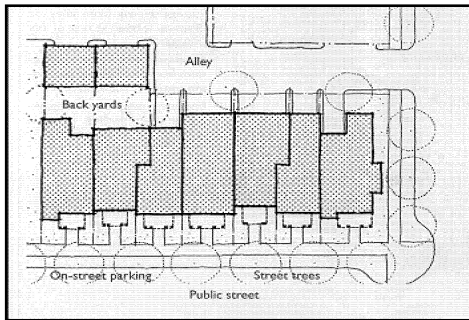 Alley
Back yards
On-street parking
Street trees
Public street